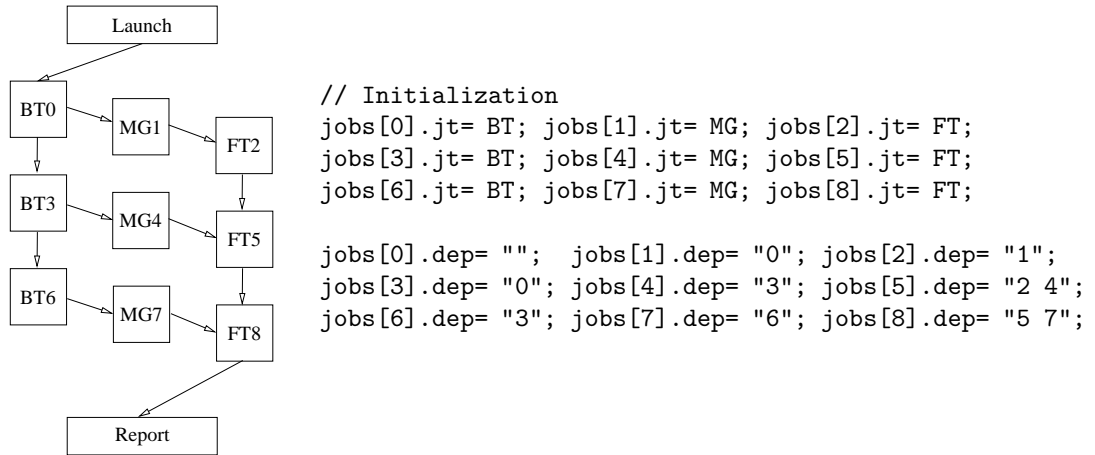 Launch
BT0
MG1
FT2
BT3
MG4
FT5
BT6
MG7
FT8
Report
// Initialization
jobs[0].jt= BT; jobs[1].jt= MG; jobs[2].jt= FT;
jobs[3].jt= BT; jobs[4].jt= MG; jobs[5].jt= FT;
jobs[6].jt= BT; jobs[7].jt= MG; jobs[8].jt= FT;
jobs[0].dep= ""; jobs[1].dep= "0"; jobs[2].dep= "1";
jobs[3].dep= "0"; jobs[4].dep= "3"; jobs[5].dep= "2 4";
jobs[6].dep= "3"; jobs[7].dep= "6"; jobs[8].dep= "5 7";